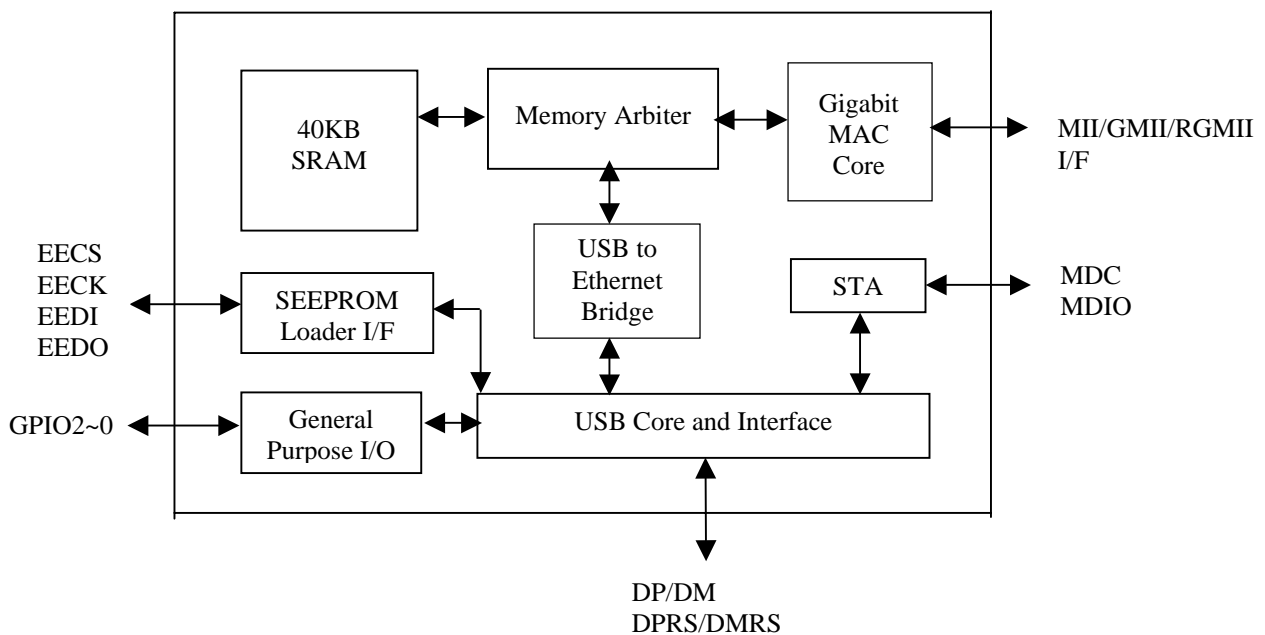 40KB
SRAM
Memory Arbiter
Gigabit
MAC
Core
MII/GMII/RGMII
I/F
EECS
EECK
EEDI
EEDO
SEEPROM
Loader I/F
USB to
Ethernet
Bridge
STA
MDC
MDIO
GPIO2~0
General
Purpose I/O
USB Core and Interface
DP/DM
DPRS/DMRS